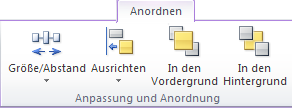 Anordnen
Größe/Abstand Ausrichten In den In den
Vordergrund Hintergrund
Anpassung und Anordnung